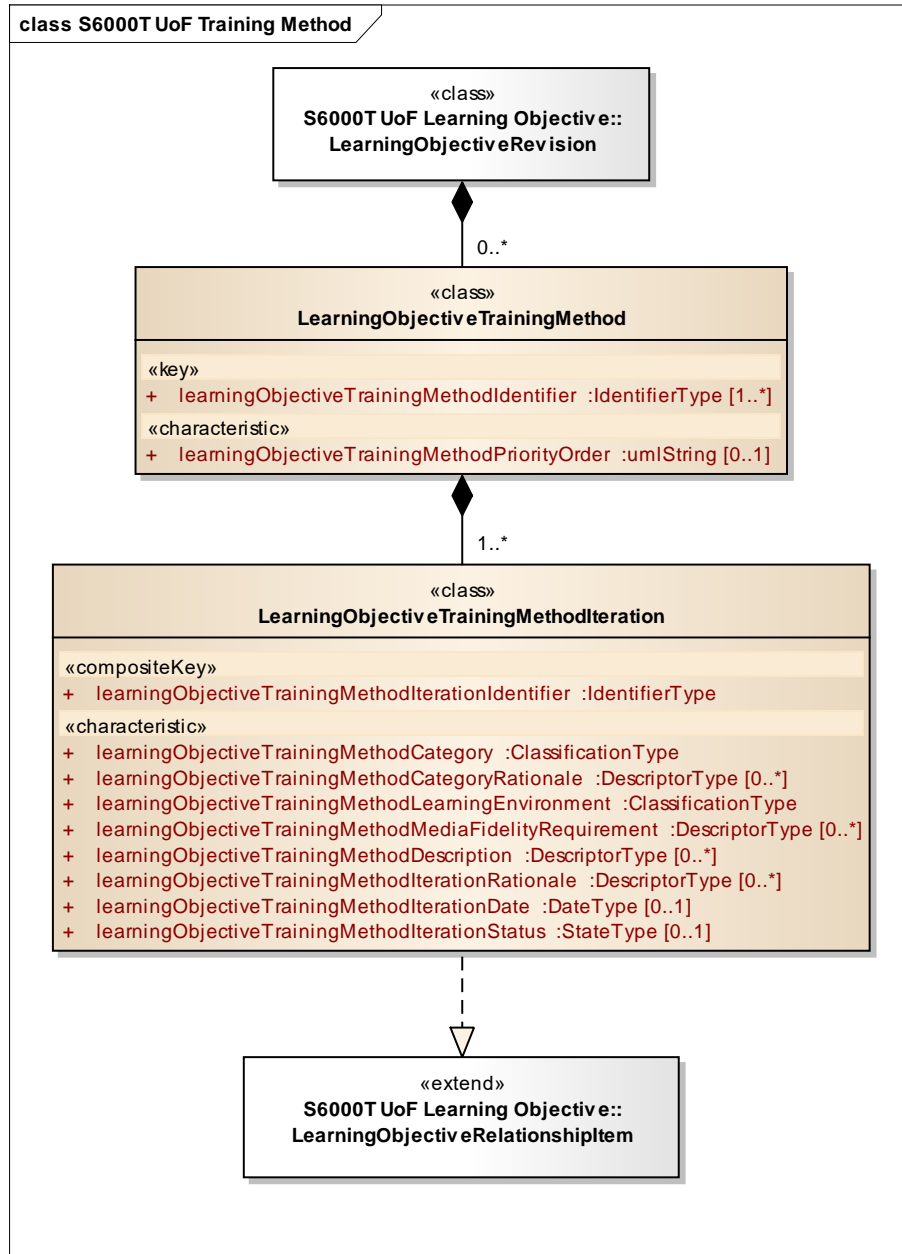 class S6000T UoF Training Method
«class»
S6000T UoF Learning Objective::
LearningObjectiveRevision
0..*
«class»
LearningObjectiveTrainingMethod
«key»
+ learningObjectiveTrainingMethodIdentifier :IdentifierType [1..*]
«characteristic»
+ learningObjectiveTrainingMethodPriorityOrder :umlString [0..1]
1..*
«class»
LearningObjectiveTrainingMethodIteration
«compositeKey»
+ learningObjectiveTrainingMethodIterationIdentifier :IdentifierType
«characteristic»
+ learningObjectiveTrainingMethodCategory :ClassificationType
+ learningObjectiveTrainingMethodCategoryRationale :DescriptorType [0..*]
+ learningObjectiveTrainingMethodLearningEnvironment :ClassificationType
+ learningObjectiveTrainingMethodMediaFidelityRequirement :DescriptorType [0..*]
+ learningObjectiveTrainingMethodDescription :DescriptorType [0..*]
+ learningObjectiveTrainingMethodIterationRationale :DescriptorType [0..*]
+ learningObjectiveTrainingMethodIterationDate :DateType [0..1]
+ learningObjectiveTrainingMethodIterationStatus :StateType [0..1]
«extend»
S6000T UoF Learning Objective::
LearningObjectiveRelationshipItem